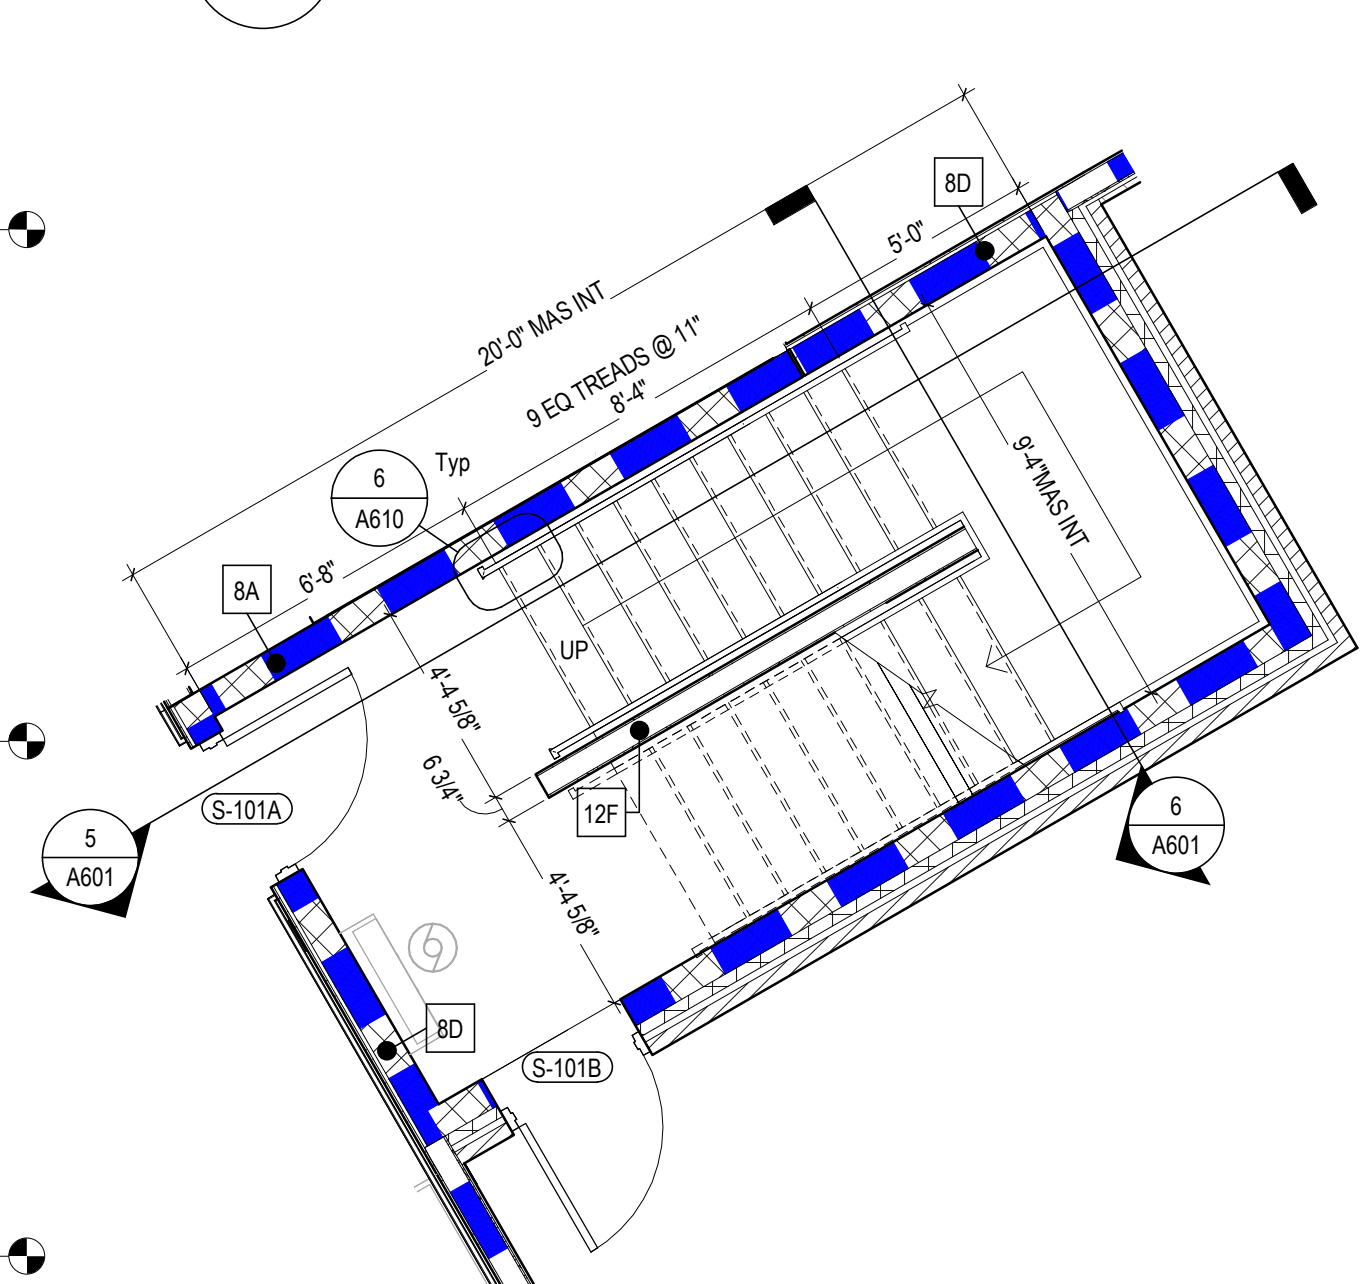 8D
5'-0"
20'-0" MAS INT
9 EQ TREADS @ 11"
8'-4"
Typ
6
A610
9'-4"MAS INT
6'-8"
8A
UP
4'-4 5/8"
6 3/4"
12F
S-101A
5
A601
6
A601
4'-4 5/8"
8D
S-101B